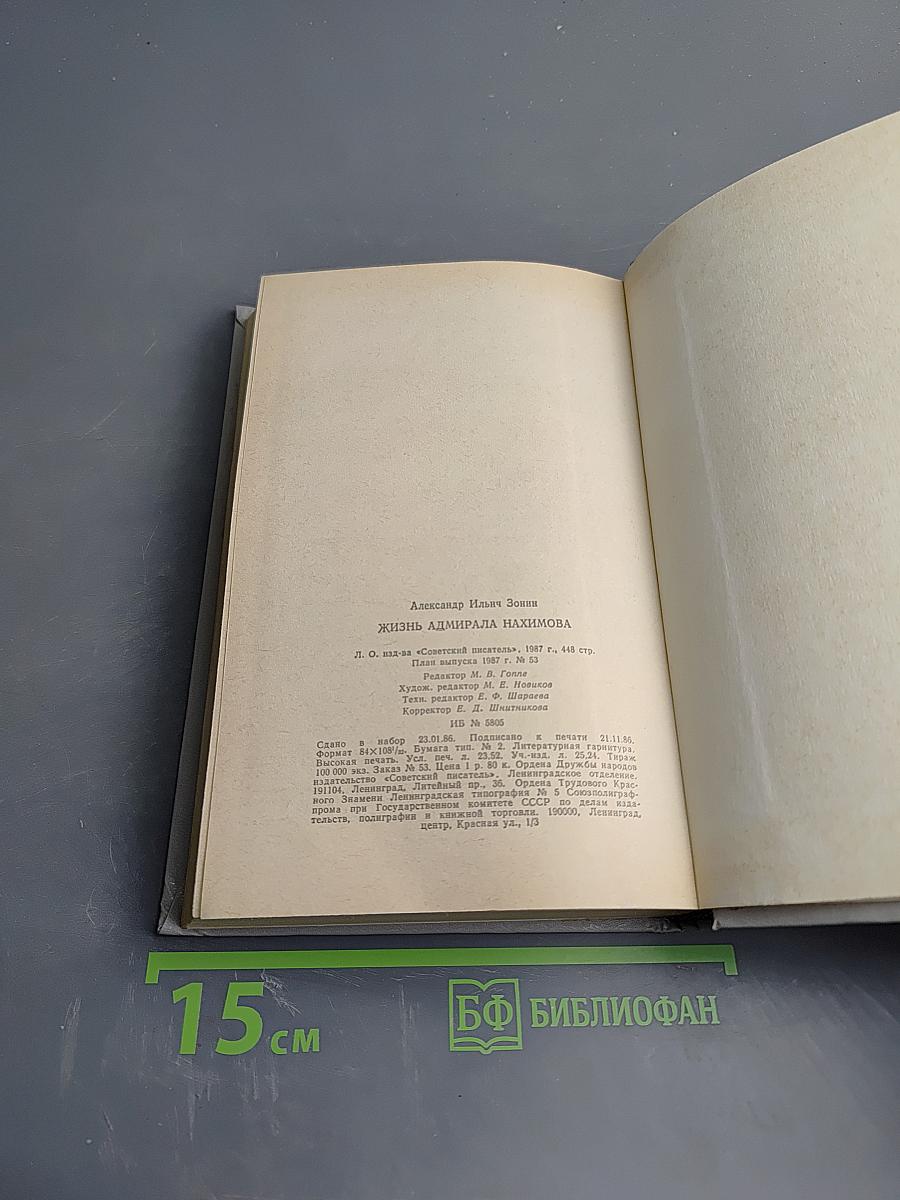 Александр Ильич Зонин
ЖИЗНЬ АДМИРАЛА НАХИМОВА
Л. О. изд-ва «Советский писатель», 1987 г., 448 стр.
План выпуска 1987 г. № 53
Редактор М. В. Гоппе
Худож. редактор М. Е. Новиков
Техн. редактор Е. Ф. Шараева
Корректор Е. Д. Шнитникова
ИБ № 5805
Сдано в набор 23.01.86. Подписано к печати 21.11.86.
Формат 84×108¹/₃₂. Бумага тип. № 2. Литературная гарнитура.
Высокая печать. Усл. печ. л. 23,52. Уч.-изд. л. 25,24. Тираж
100 000 экз. Заказ № 53. Цена 1 р. 80 к. Ордена Дружбы народов
издательство «Советский писатель», Ленинградское отделение.
191104, Ленинград, Литейный пр., 36. Ордена Трудового Крас-
ного Знамени Ленинградская типография № 5 Союзполиграф-
прома при Государственном комитете СССР по делам изда-
тельств, полиграфии и книжной торговли. 190000, Ленинград,
центр, Красная ул., 1/3
15 см
БФ БИБЛИОФАН